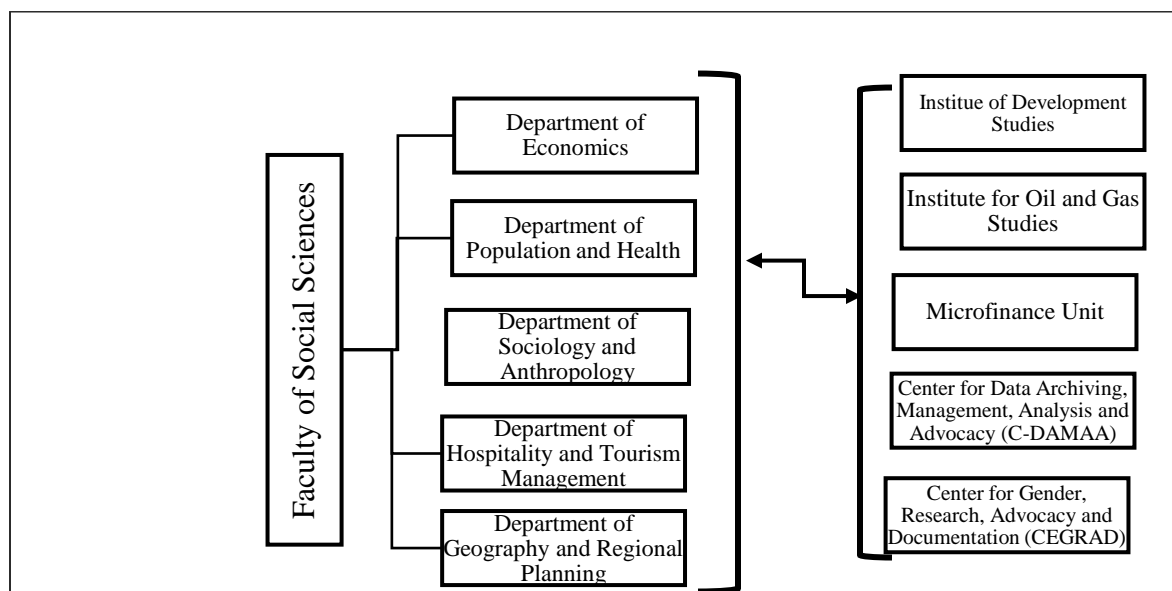 Faculty of Social Sciences
Department of
Economics
Department of
Population and Health
Department of
Sociology and
Anthropology
Department of
Hospitality and Tourism
Management
Department of
Geography and Regional
Planning
Institue of Development
Studies
Institute for Oil and Gas
Studies
Microfinance Unit
Center for Data Archiving,
Management, Analysis and
Advocacy (C-DAMAA)
Center for Gender,
Research, Advocacy and
Documentation (CEGRAD)